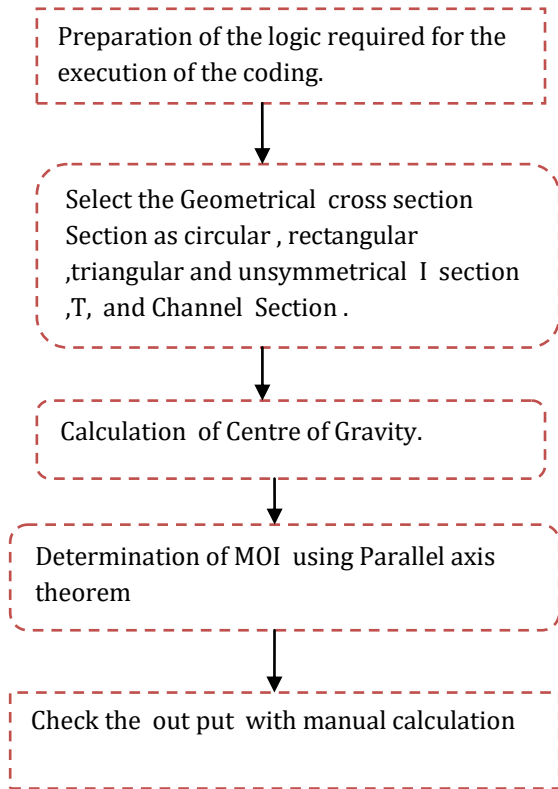 Preparation of the logic required for the
execution of the coding.
Select the Geometrical cross section
Section as circular , rectangular
,triangular and unsymmetrical I section
,T, and Channel Section .
Calculation of Centre of Gravity.
Determination of MOI using Parallel axis
theorem
Check the out put with manual calculation